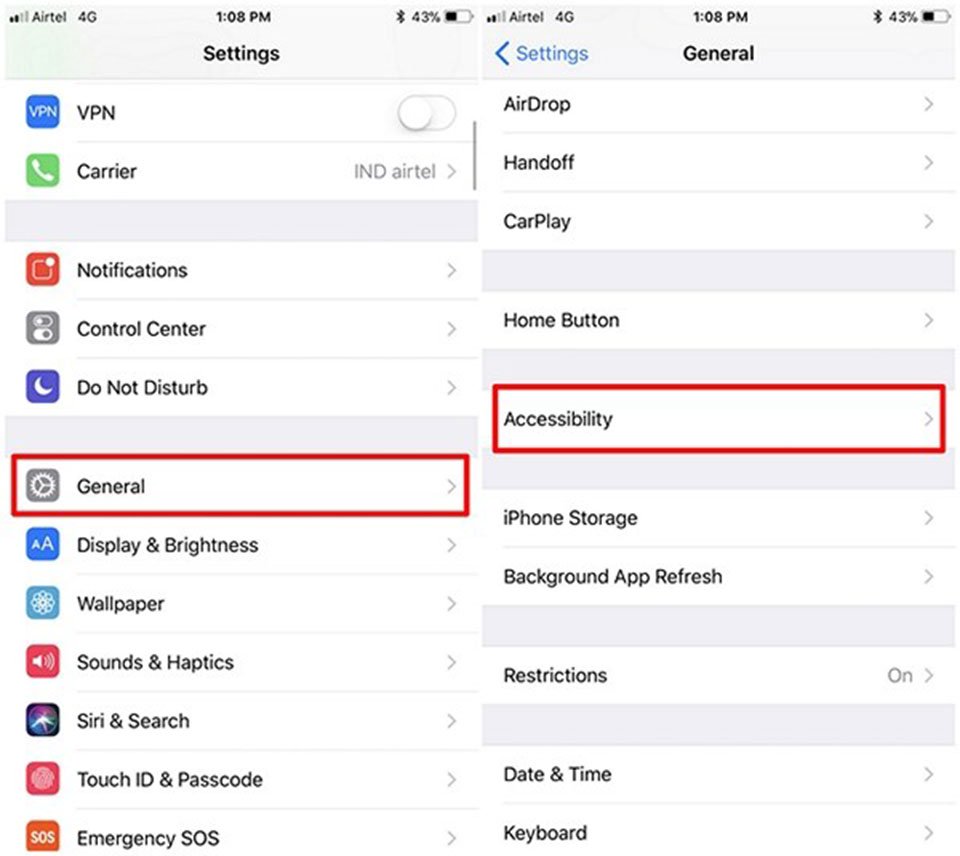 Airtel 4G 1:08 PM 43%
Settings
VPN VPN
Carrier IND airtel
Notifications
Control Center
Do Not Disturb
General
AA Display & Brightness
Wallpaper
Sounds & Haptics
Siri & Search
Touch ID & Passcode
SOS Emergency SOS
Airtel 4G 1:08 PM 43%
Settings General
AirDrop
Handoff
CarPlay
Home Button
Accessibility
iPhone Storage
Background App Refresh
Restrictions On
Date & Time
Keyboard